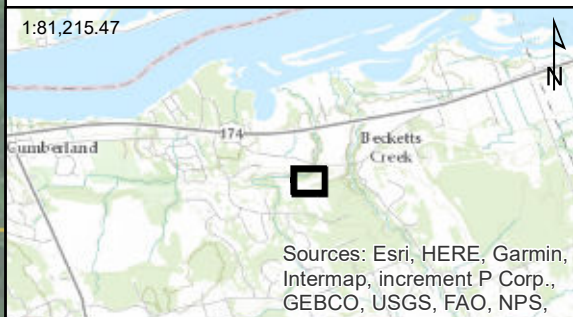 1:81,215.47
N
174
Cumberland
Becketts
Creek
Sources: Esri, HERE, Garmin,
Intermap, increment P Corp.,
GEBCO, USGS, FAO, NPS,